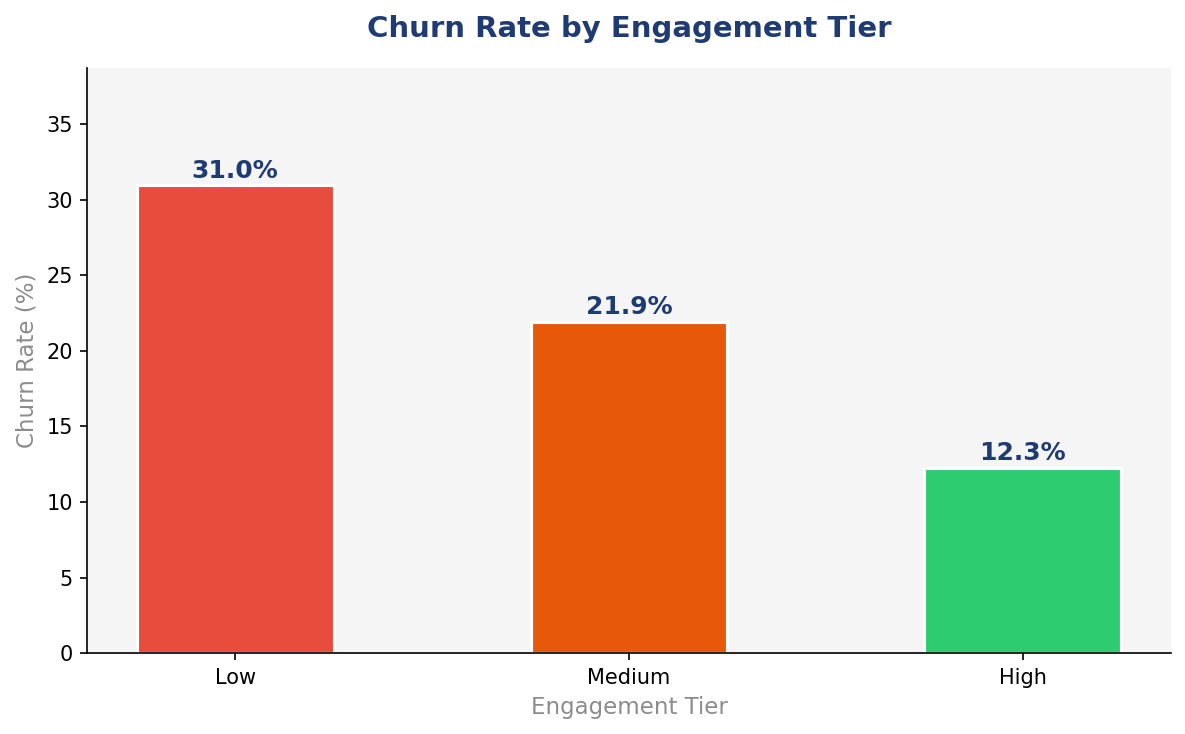 Churn Rate by Engagement Tier
Churn Rate (%)
35
30
25
20
15
10
5
0
31.0%
21.9%
12.3%
Low
Medium
High
Engagement Tier